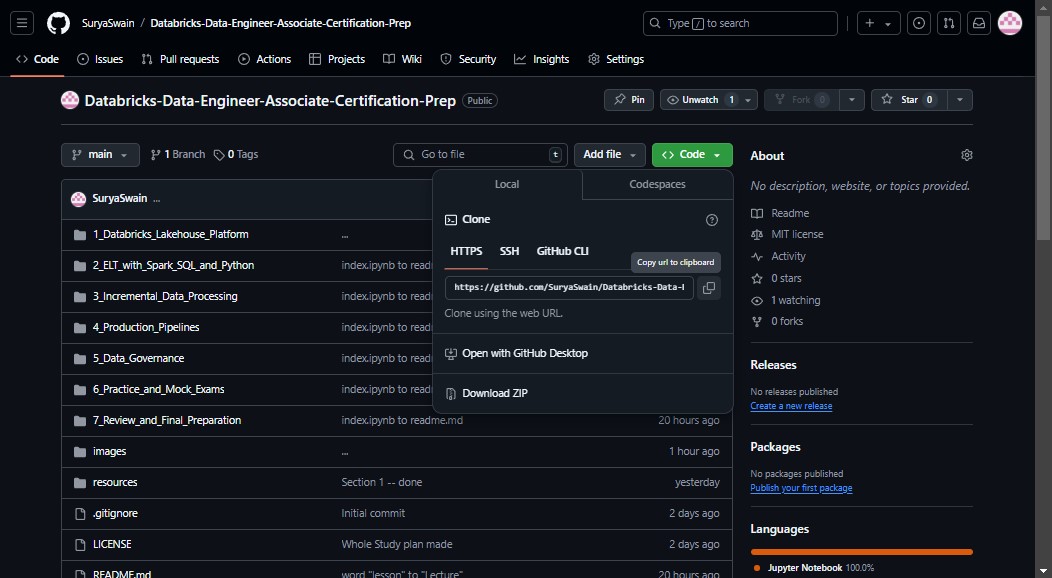 SuryaSwain / Databricks-Data-Engineer-Associate-Certification-Prep
Type / to search
Code Issues Pull requests Actions Projects Wiki Security Insights Settings
Databricks-Data-Engineer-Associate-Certification-Prep Public
Pin Unwatch 1 Fork 0 Star 0
main 1 Branch 0 Tags
Go to file t Add file Code
Local Codespaces
Clone
HTTPS SSH GitHub CLI
Copy url to clipboard
https://github.com/SuryaSwain/Databricks-Data-
Clone using the web URL.
Open with GitHub Desktop
Download ZIP
SuryaSwain ...
1_Databricks_Lakehouse_Platform ...
2_ELT_with_Spark_SQL_and_Python index.ipynb to readm
3_Incremental_Data_Processing index.ipynb to readm
4_Production_Pipelines index.ipynb to readm
5_Data_Governance index.ipynb to readm
6_Practice_and_Mock_Exams index.ipynb to readm
7_Review_and_Final_Preparation index.ipynb to readme.md 20 hours ago
images ... 1 hour ago
resources Section 1 -- done yesterday
.gitignore Initial commit 2 days ago
LICENSE Whole Study plan made 2 days ago
README.md word "lesson" to "Lecture" 20 hours ago
About
No description, website, or topics provided.
Readme
MIT license
Activity
0 stars
1 watching
0 forks
Releases
No releases published
Create a new release
Packages
No packages published
Publish your first package
Languages
Jupyter Notebook 100.0%